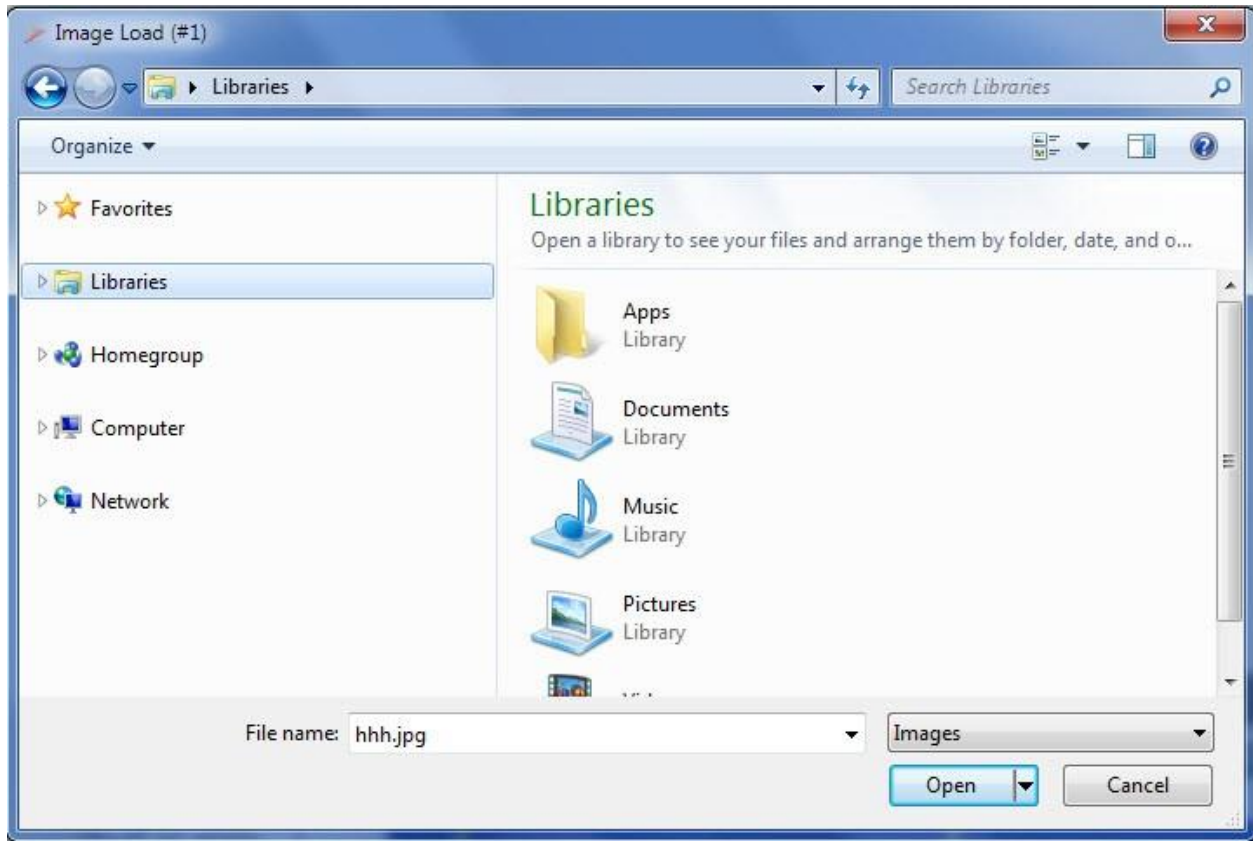 Image Load (#1)
Libraries
Search Libraries
Organize
Favorites
Libraries
Homegroup
Computer
Network
Libraries
Open a library to see your files and arrange them by folder, date, and o...
Apps
Library
Documents
Library
Music
Library
Pictures
Library
File name: hhh.jpg
Images
Open
Cancel